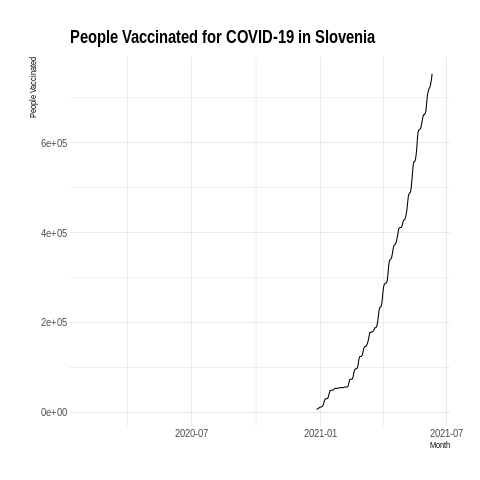 People Vaccinated for COVID-19 in Slovenia
People Vaccinated
6e+05
4e+05
2e+05
0e+00
2020-07
2021-01
2021-07
Month